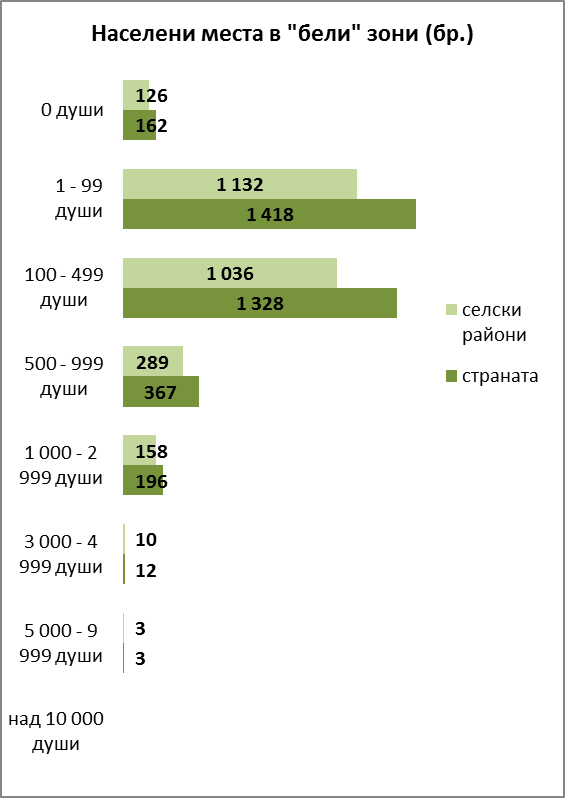 Населени места в "бели" зони (бр.)
0 души
126
162
1 - 99
души
1 132
1 418
100 - 499
души
1 036
1 328
500 - 999
души
289
367
1 000 - 2
999 души
158
196
3 000 - 4
999 души
10
12
5 000 - 9
999 души
3
3
над 10 000
души
селски
райони
страната